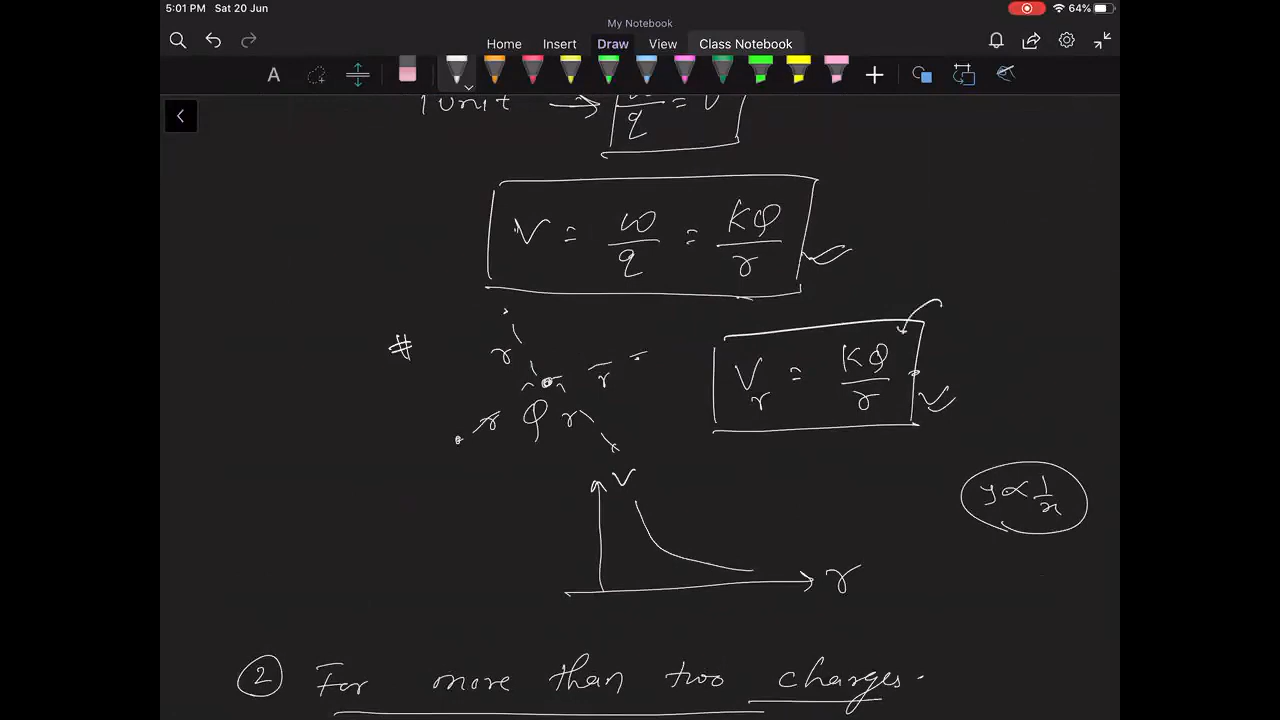 5:01 PM Sat 20 Jun
64%
My Notebook
Home Insert Draw View Class Notebook
A
1 unit → ω/q = V
V = ω/q = KQ/r
# r r
V_r = KQ/r
r Q r
V
y ∝ 1/x
r
② For more than two charges.